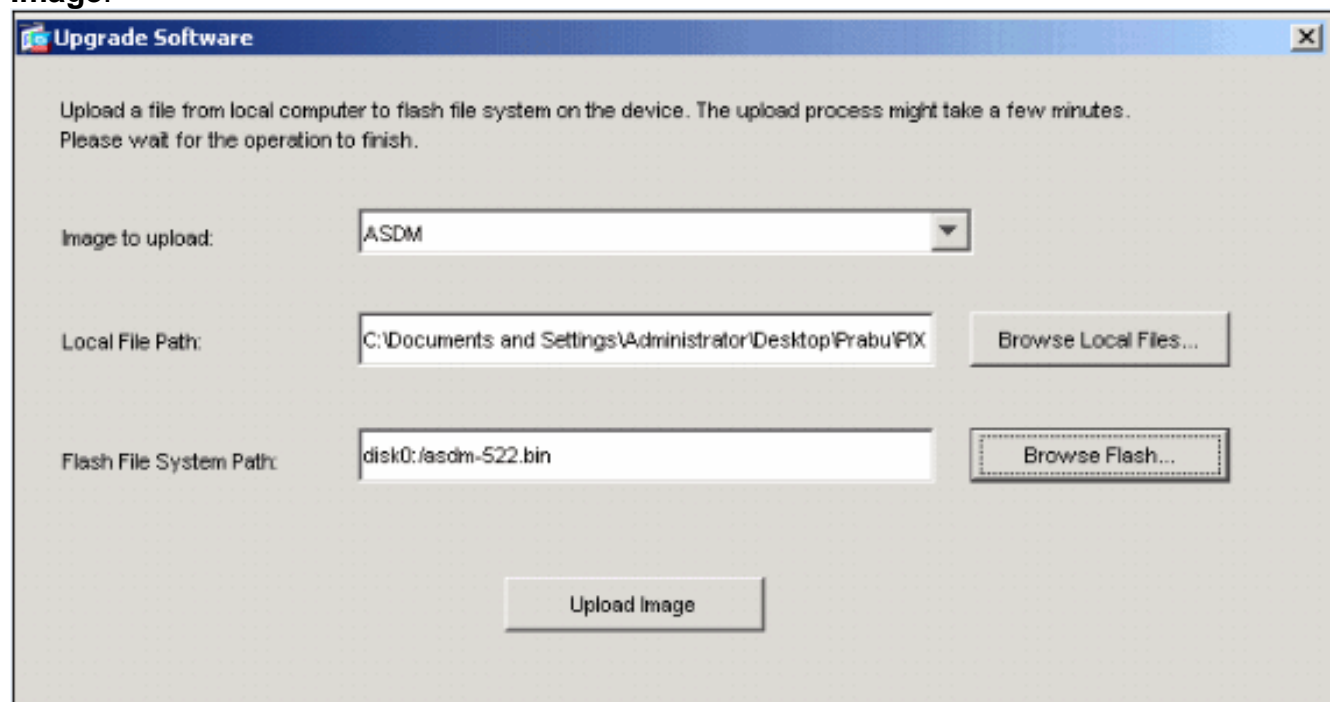 Image.
Upgrade Software
Upload a file from local computer to flash file system on the device. The upload process might take a few minutes.
Please wait for the operation to finish.
Image to upload: ASDM
Local File Path: C:\Documents and Settings\Administrator\Desktop\Prabu\PIX Browse Local Files...
Flash File System Path: disk0:/asdm-522.bin Browse Flash...
Upload Image